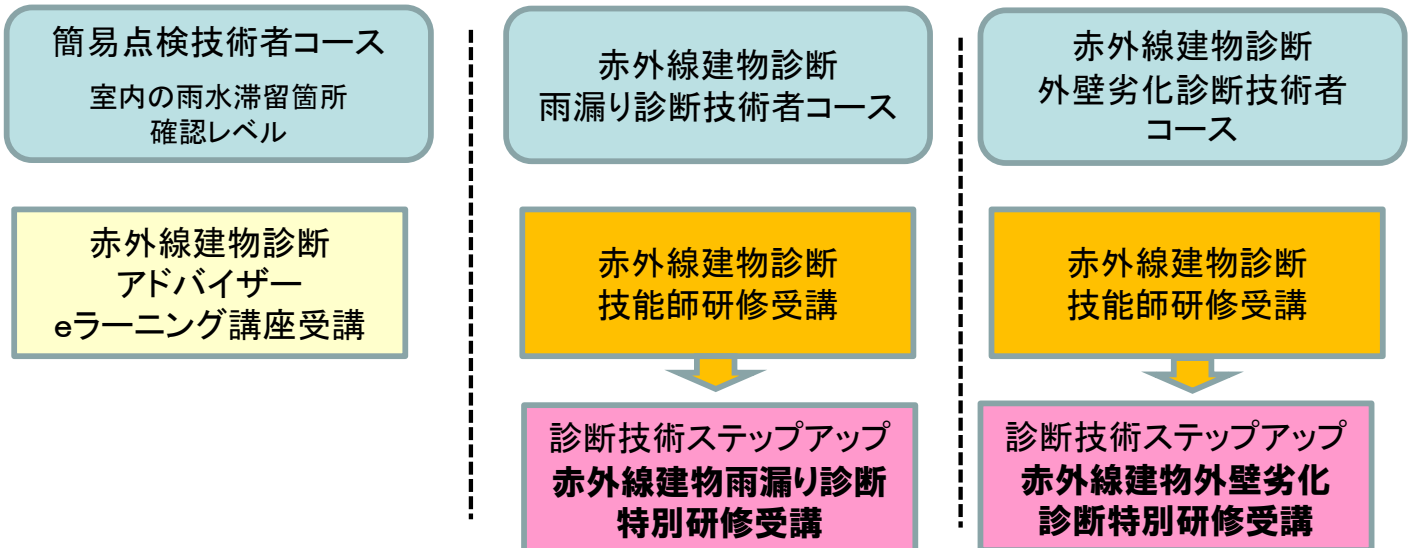 簡易点検技術者コース
室内の雨水滞留箇所
確認レベル
赤外線建物診断
アドバイザー
eラーニング講座受講
赤外線建物診断
雨漏り診断技術者コース
赤外線建物診断
技能師研修受講
診断技術ステップアップ
赤外線建物雨漏り診断
特別研修受講
赤外線建物診断
外壁劣化診断技術者
コース
赤外線建物診断
技能師研修受講
診断技術ステップアップ
赤外線建物外壁劣化
診断特別研修受講